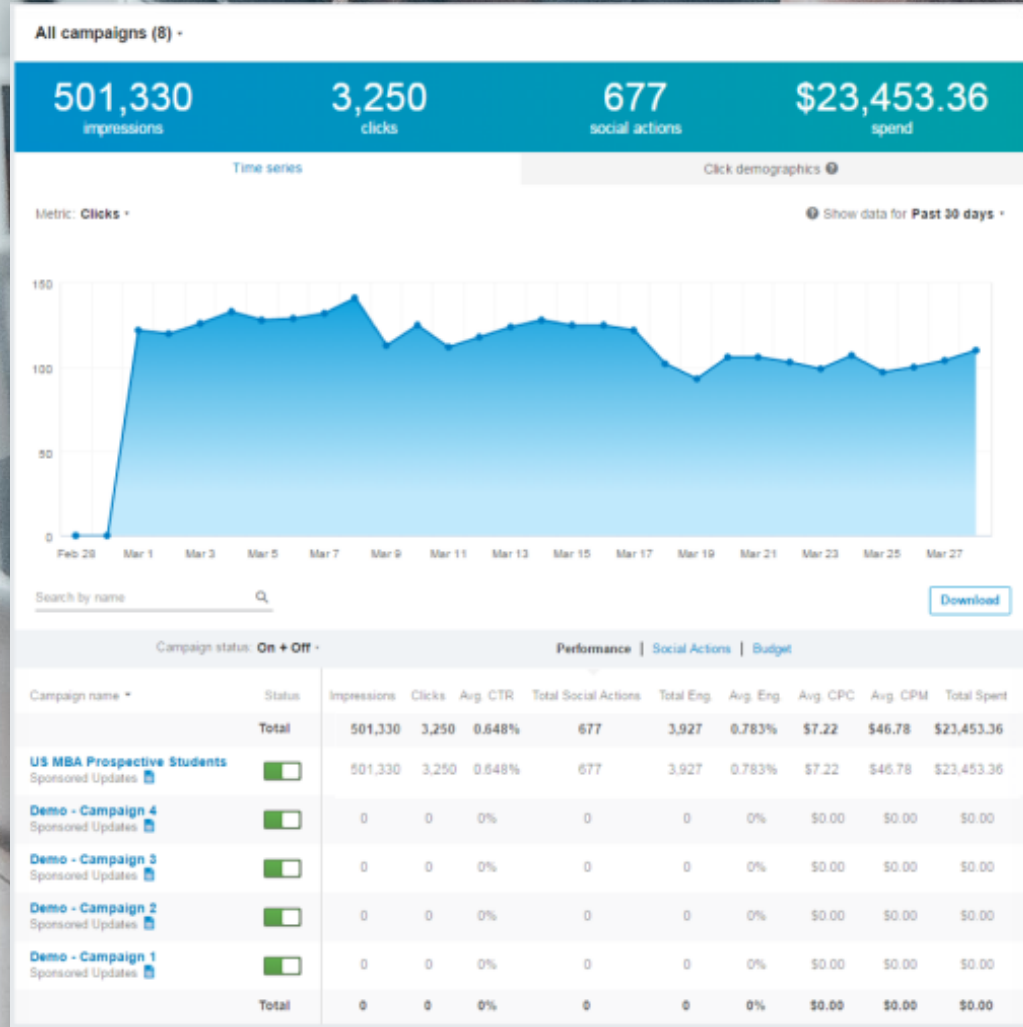 All campaigns (8)
501,330 3,250 677 $23,453.36
impressions clicks social actions spend
Time series Click demographics ?
Metric: Clicks ? Show data for Past 30 days
150
100
50
0
Feb 28 Mar 1 Mar 3 Mar 5 Mar 7 Mar 9 Mar 11 Mar 13 Mar 15 Mar 17 Mar 19 Mar 21 Mar 23 Mar 25 Mar 27
Search by name Download
Campaign status: On + Off Performance | Social Actions | Budget
Campaign name Status Impressions Clicks Avg. CTR Total Social Actions Total Eng. Avg. Eng. Avg. CPC Avg. CPM Total Spent
Total 501,330 3,250 0.648% 677 3,927 0.783% $7.22 $46.78 $23,453.36
US MBA Prospective Students
Sponsored Updates 501,330 3,250 0.648% 677 3,927 0.783% $7.22 $46.78 $23,453.36
Demo - Campaign 4
Sponsored Updates 0 0 0% 0 0 0% $0.00 $0.00 $0.00
Demo - Campaign 3
Sponsored Updates 0 0 0% 0 0 0% $0.00 $0.00 $0.00
Demo - Campaign 2
Sponsored Updates 0 0 0% 0 0 0% $0.00 $0.00 $0.00
Demo - Campaign 1
Sponsored Updates 0 0 0% 0 0 0% $0.00 $0.00 $0.00
Total 0 0 0% 0 0 0% $0.00 $0.00 $0.00